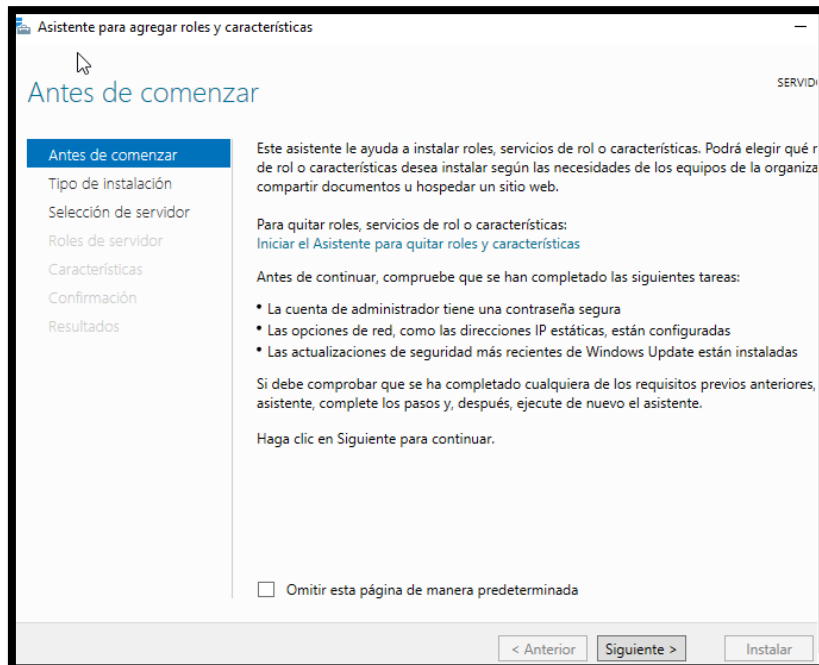 Asistente para agregar roles y características
Antes de comenzar
Antes de comenzar
Tipo de instalación
Selección de servidor
Roles de servidor
Características
Confirmación
Resultados
Este asistente le ayuda a instalar roles, servicios de rol o características. Podrá elegir qué
de rol o características desea instalar según las necesidades de los equipos de la
compartir documentos u hospedar un sitio web.
Para quitar roles, servicios de rol o características:
Iniciar el Asistente para quitar roles y características
Antes de continuar, compruebe que se han completado las siguientes tareas:
• La cuenta de administrador tiene una contraseña segura
• Las opciones de red, como las direcciones IP estáticas, están configuradas
• Las actualizaciones de seguridad más recientes de Windows Update están instaladas
Si debe comprobar que se ha completado cualquiera de los requisitos previos anteriores,
asistente, complete los pasos y, después, ejecute de nuevo el asistente.
Haga clic en Siguiente para continuar.
Omitir esta página de manera predeterminada
< Anterior
Siguiente >
Instalar